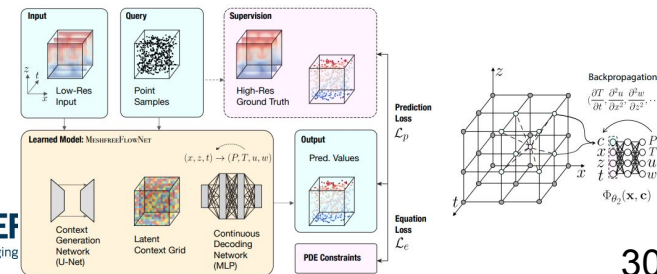 Input
z
t
x
Low-Res
Input
Query
Point
Samples
Supervision
High-Res
Ground Truth
Prediction
Loss
ℒp
Learned Model: MESHFREEFLOWNET
(x, z, t) → (P, T, u, w)
Context
Generation
Network
(U-Net)
Latent
Context Grid
Continuous
Decoding
Network
(MLP)
Output
Pred. Values
Equation
Loss
ℒe
PDE Constraints
z
x
t
Backpropagation
(∂T/∂t, ∂²u/∂x², ∂²w/∂z², ...
c
x
z
t
P
T
u
w
Φθ₂(x, c)
30